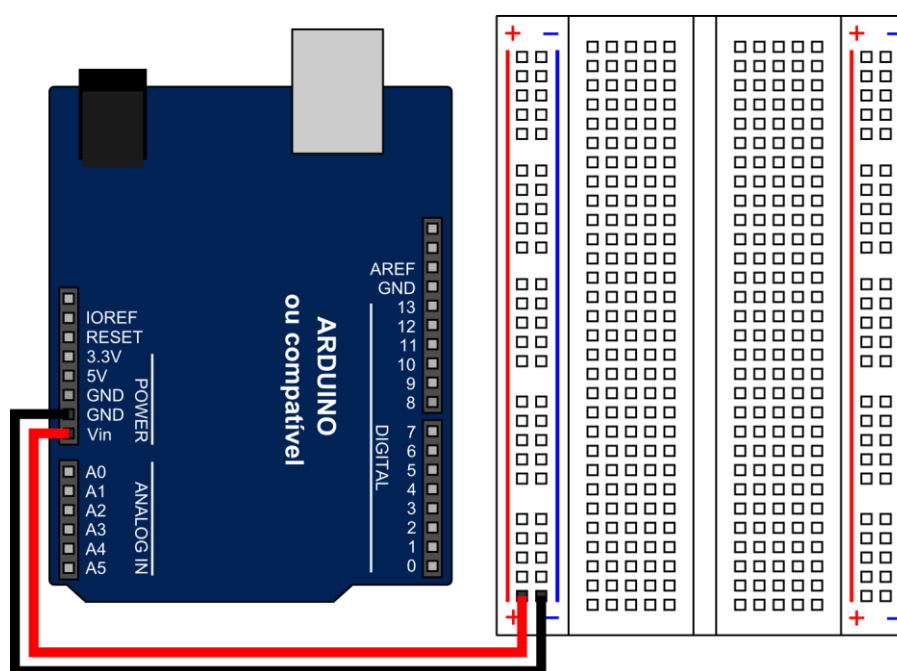 + − + −
AREF
GND
13
12
11
10
9
8
7
6
5
4
3
2
1
0
DIGITAL
ARDUINO
ou compatível
IOREF
RESET
3.3V
5V
GND
GND
Vin
POWER
A0
A1
A2
A3
A4
A5
ANALOG IN
+ − + −